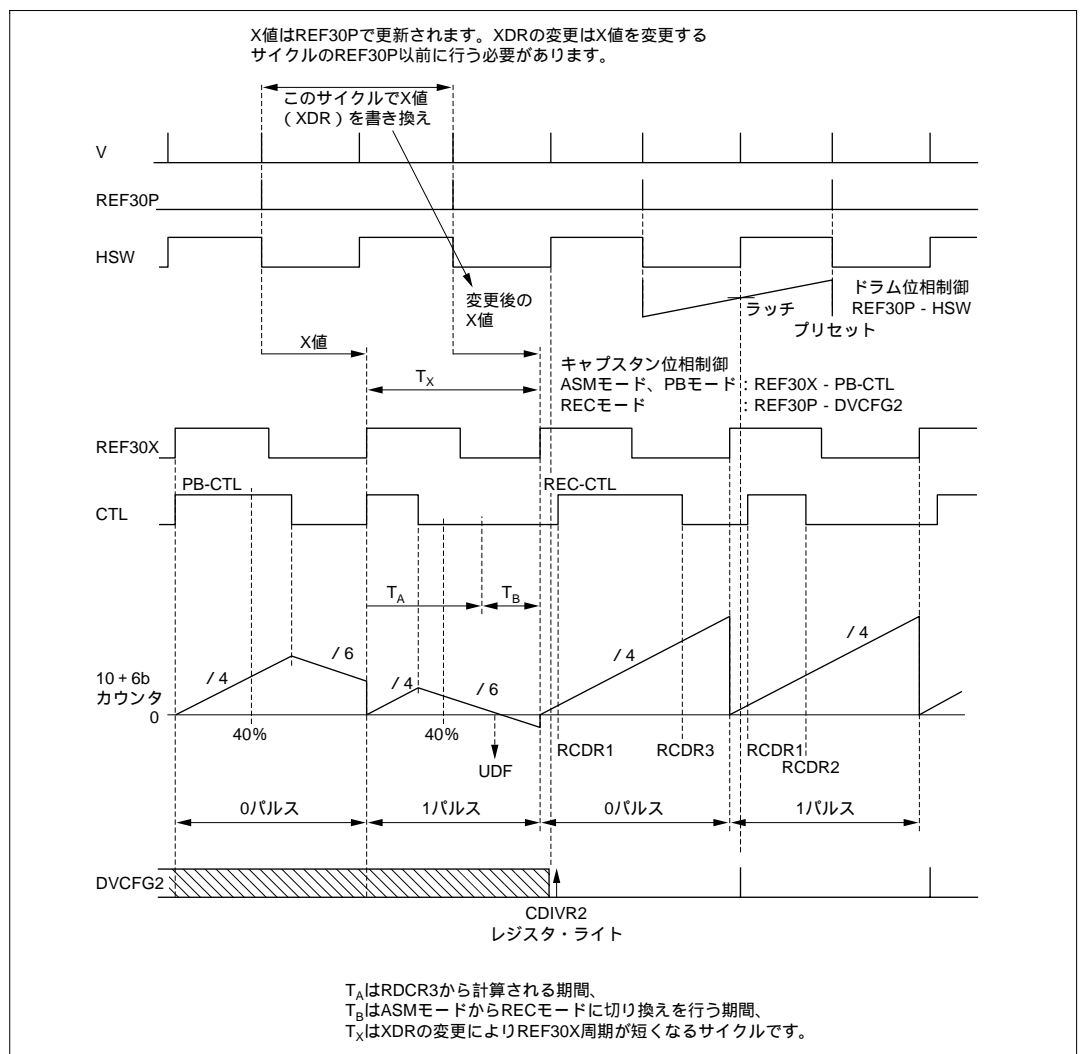 X値はREF30Pで更新されます。XDRの変更はX値を変更する
サイクルのREF30P以前に行う必要があります。
このサイクルでX値
(XDR)を書き換え
V
REF30P
HSW
変更後の
X値
ラッチ
プリセット
ドラム位相制御
REF30P - HSW
X値
TX
キャプスタン位相制御
ASMモード、PBモード:REF30X - PB-CTL
RECモード :REF30P - DVCFG2
REF30X
PB-CTL
REC-CTL
CTL
TA
TB
/ 4
/ 6
/ 4
/ 6
/ 4
/ 4
10+6b
カウンタ
0
40%
40%
UDF
RCDR1
RCDR3
RCDR1
RCDR2
0パルス
1パルス
0パルス
1パルス
DVCFG2
CDIVR2
レジスタ・ライト
TAはRDCR3から計算される期間、
TBはASMモードからRECモードに切り換えを行う期間、
TXはXDRの変更によりREF30X周期が短くなるサイクルです。